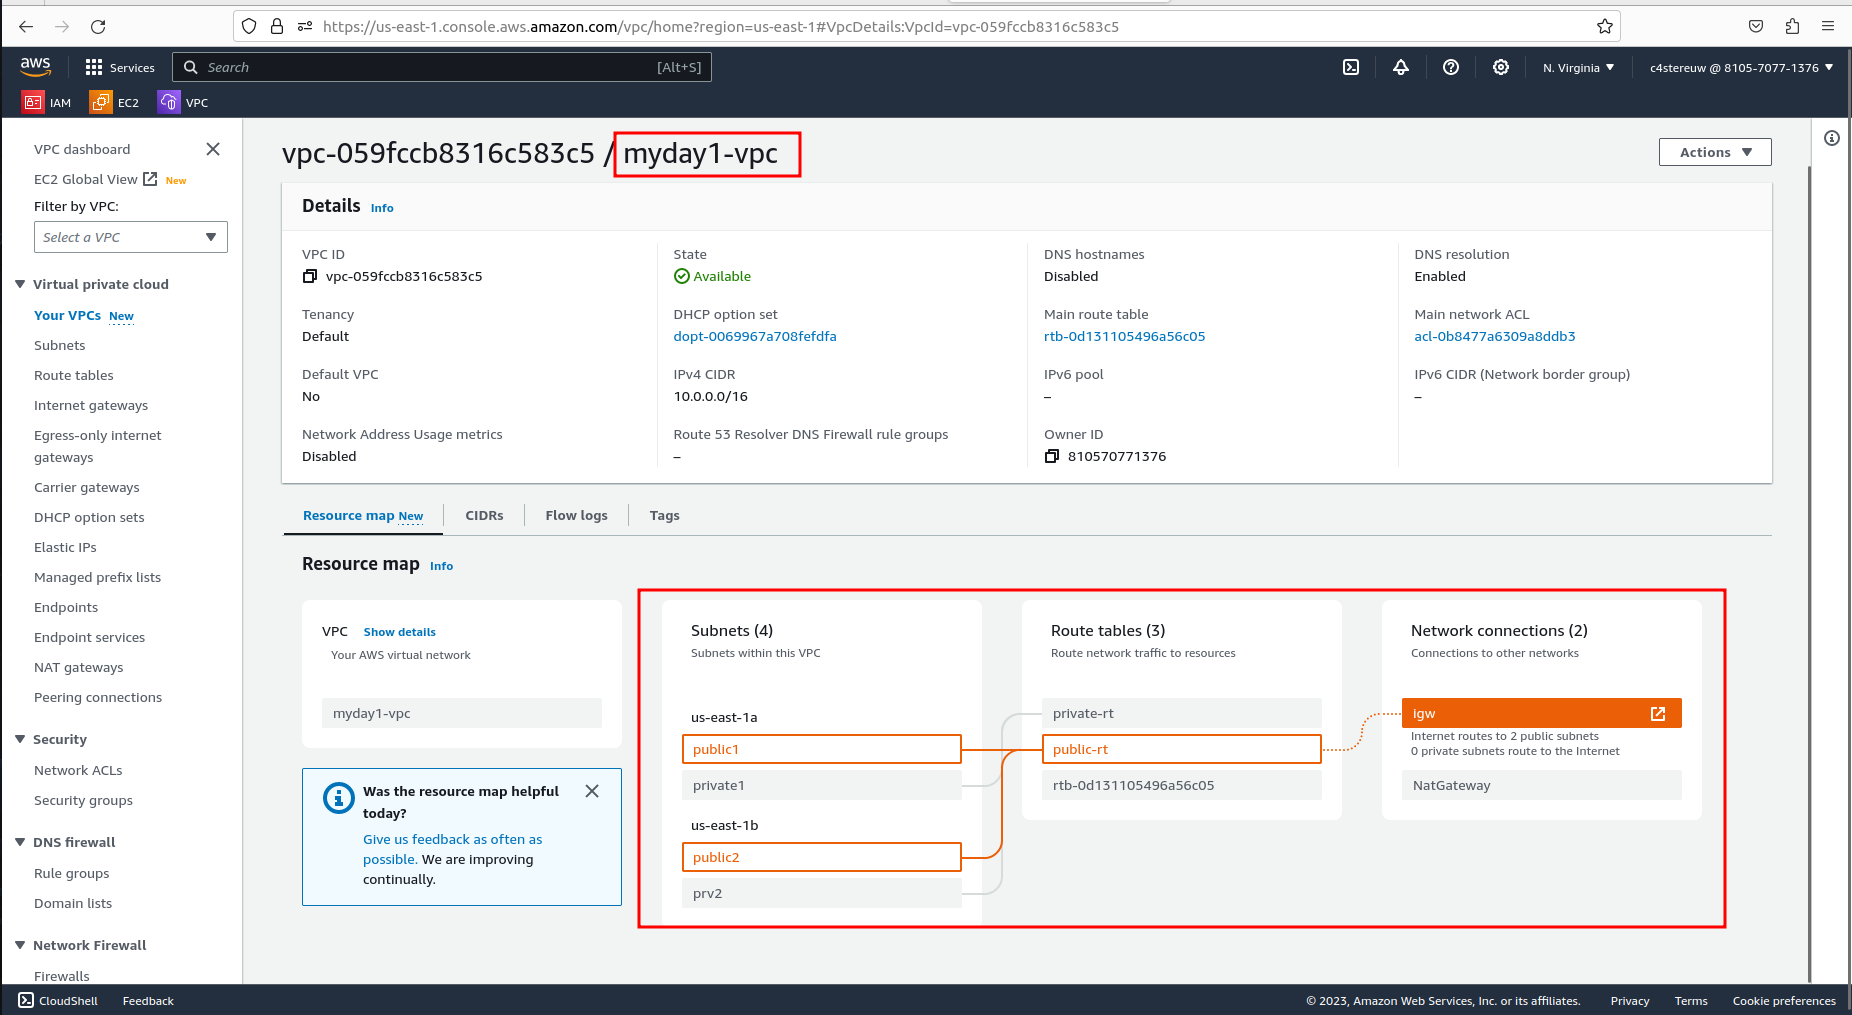 https://us-east-1.console.aws.amazon.com/vpc/home?region=us-east-1#VpcDetails:VpcId=vpc-059fccb8316c583c5
aws
Services
Search
[Alt+S]
N. Virginia
c4stereuw @ 8105-7077-1376
IAM
EC2
VPC
VPC dashboard
EC2 Global View New
Filter by VPC:
Select a VPC
Virtual private cloud
Your VPCs New
Subnets
Route tables
Internet gateways
Egress-only internet
gateways
Carrier gateways
DHCP option sets
Elastic IPs
Managed prefix lists
Endpoints
Endpoint services
NAT gateways
Peering connections
Security
Network ACLs
Security groups
DNS firewall
Rule groups
Domain lists
Network Firewall
Firewalls
vpc-059fccb8316c583c5 / myday1-vpc
Actions
Details Info
VPC ID
vpc-059fccb8316c583c5
State
Available
DNS hostnames
Disabled
DNS resolution
Enabled
Tenancy
Default
DHCP option set
dopt-0069967a708fefdfa
Main route table
rtb-0d131105496a56c05
Main network ACL
acl-0b8477a6309a8ddb3
Default VPC
No
IPv4 CIDR
10.0.0.0/16
IPv6 pool
–
IPv6 CIDR (Network border group)
–
Network Address Usage metrics
Disabled
Route 53 Resolver DNS Firewall rule groups
–
Owner ID
810570771376
Resource map New
CIDRs
Flow logs
Tags
Resource map Info
VPC Show details
Your AWS virtual network
myday1-vpc
Was the resource map helpful
today?
Give us feedback as often as
possible. We are improving
continually.
Subnets (4)
Subnets within this VPC
us-east-1a
public1
private1
us-east-1b
public2
prv2
Route tables (3)
Route network traffic to resources
private-rt
public-rt
rtb-0d131105496a56c05
Network connections (2)
Connections to other networks
igw
Internet routes to 2 public subnets
0 private subnets route to the Internet
NatGateway
CloudShell
Feedback
© 2023, Amazon Web Services, Inc. or its affiliates.
Privacy
Terms
Cookie preferences